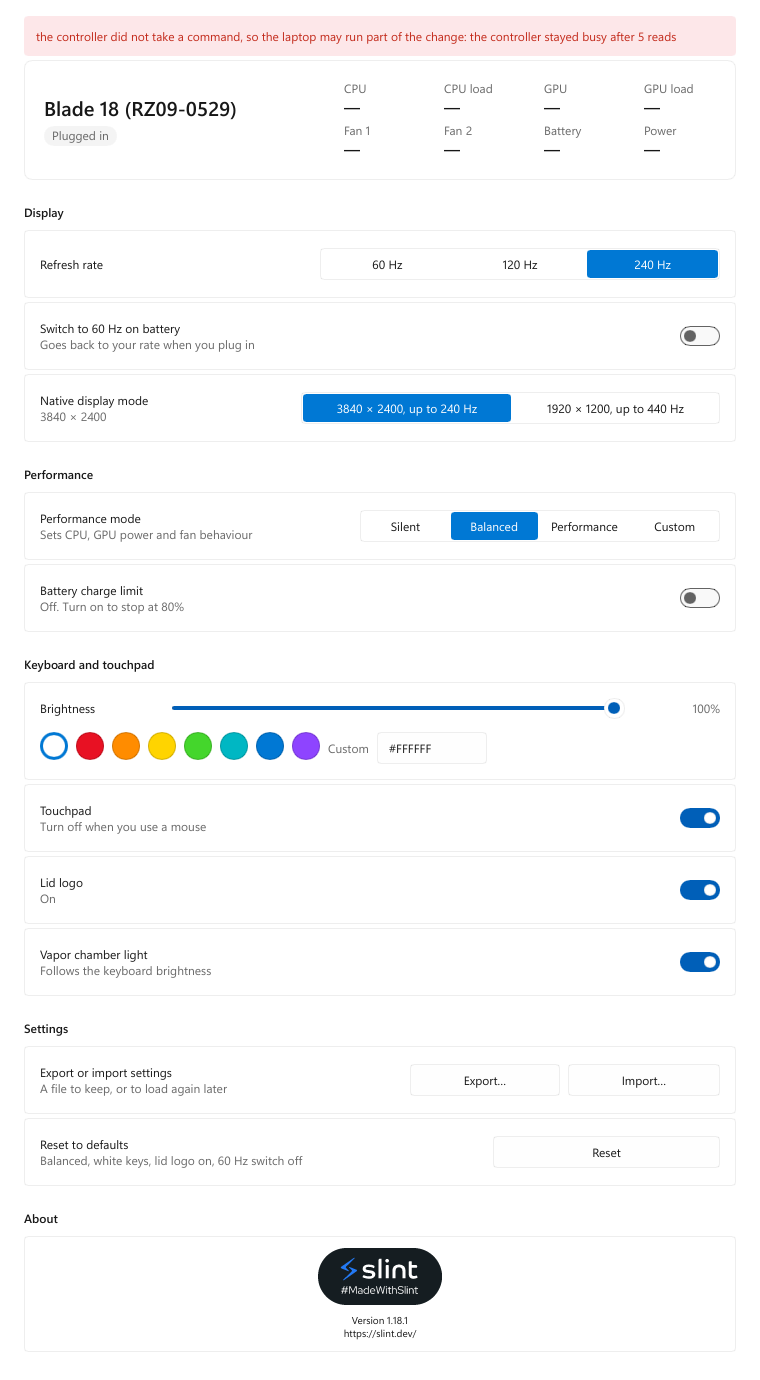 the controller did not take a command, so the laptop may run part of the change: the controller stayed busy after 5 reads
Blade 18 (RZ09-0529)
Plugged in
CPU
CPU load
GPU
GPU load
—
—
—
—
Fan 1
Fan 2
Battery
Power
—
—
—
—
Display
Refresh rate
60 Hz
120 Hz
240 Hz
Switch to 60 Hz on battery
Goes back to your rate when you plug in
Native display mode
3840 × 2400
3840 × 2400, up to 240 Hz
1920 × 1200, up to 440 Hz
Performance
Performance mode
Sets CPU, GPU power and fan behaviour
Silent
Balanced
Performance
Custom
Battery charge limit
Off. Turn on to stop at 80%
Keyboard and touchpad
Brightness
100%
Custom
#FFFFFF
Touchpad
Turn off when you use a mouse
Lid logo
On
Vapor chamber light
Follows the keyboard brightness
Settings
Export or import settings
A file to keep, or to load again later
Export...
Import...
Reset to defaults
Balanced, white keys, lid logo on, 60 Hz switch off
Reset
About
slint
#MadeWithSlint
Version 1.18.1
https://slint.dev/